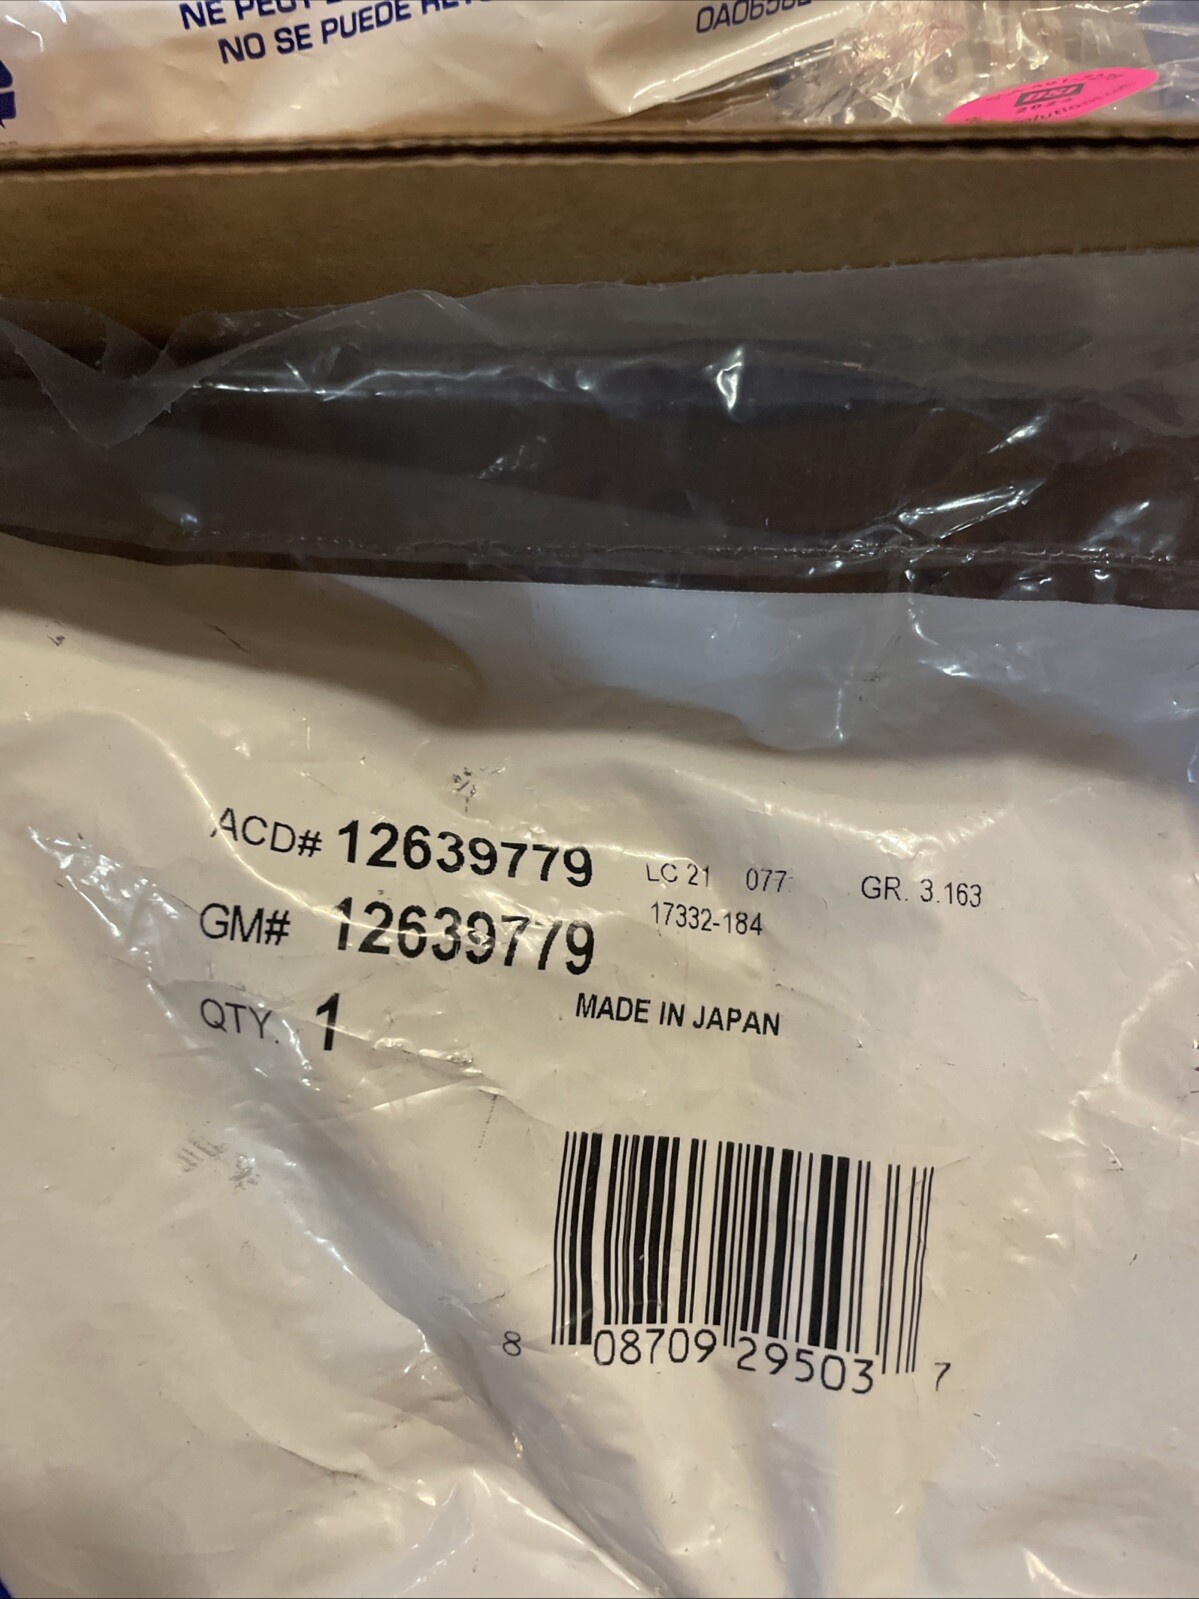 NO SE PUEDE
ACD# 12639779
LC 21 077
GR. 3.163
GM# 12639779
17332-184
QTY. 1
MADE IN JAPAN
8 08709 29503 7